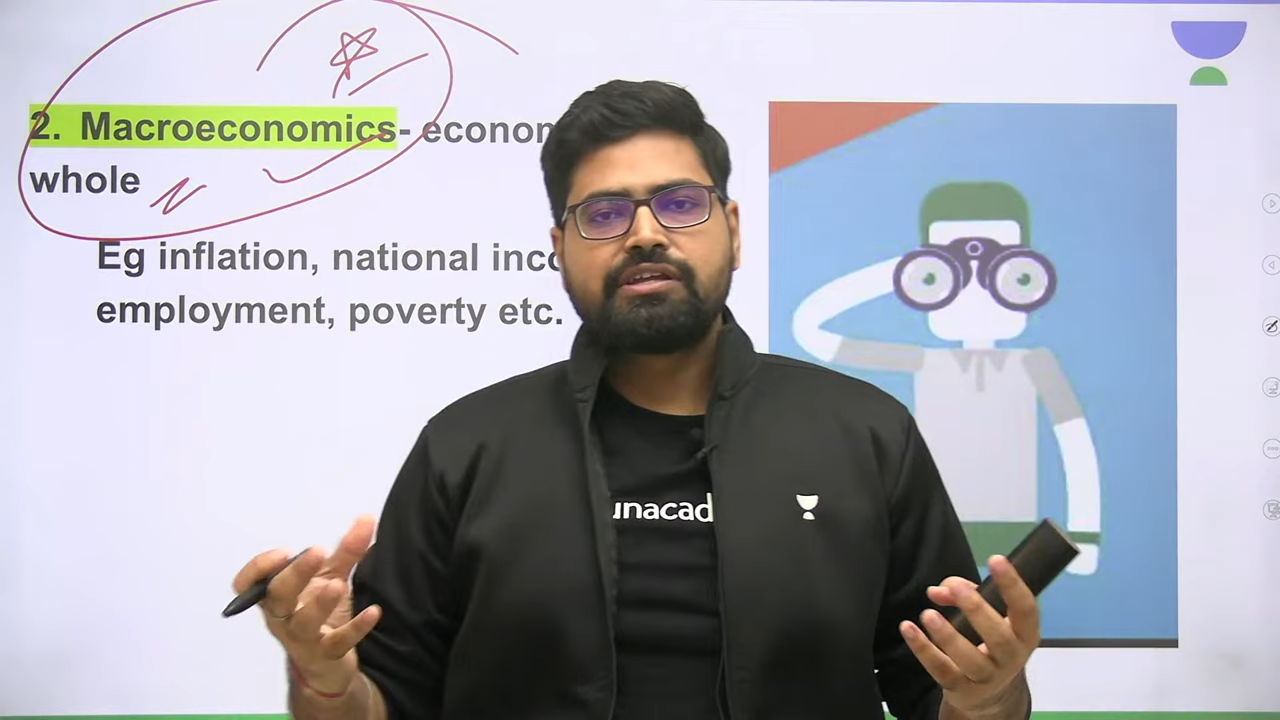 2. Macroeconomics- econom
whole
Eg inflation, national inco
employment, poverty etc.
unacad